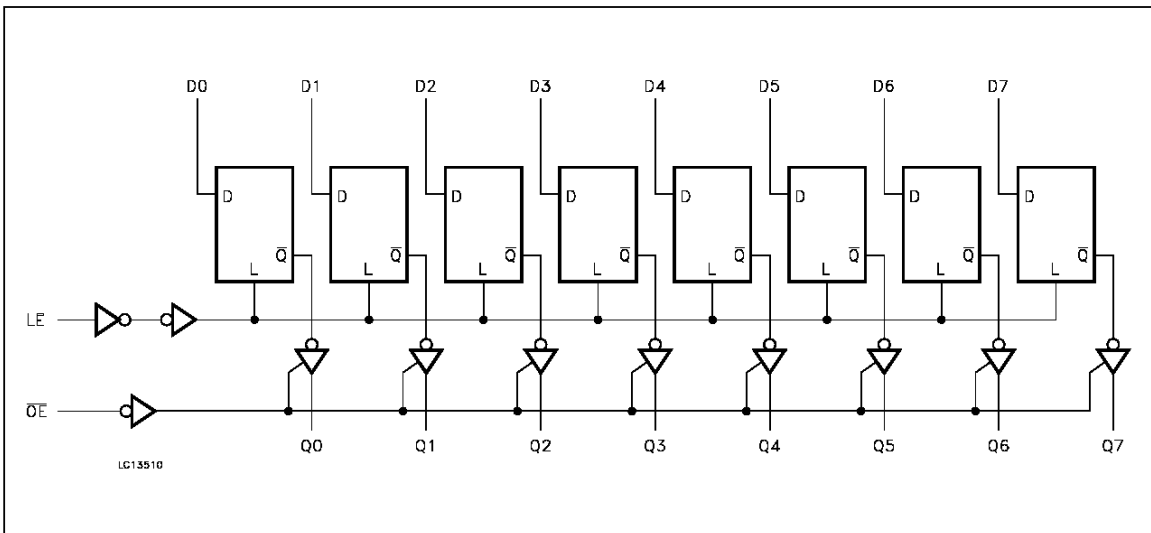 D0 D1 D2 D3 D4 D5 D6 D7
D D D D D D D D
Q̅ Q̅ Q̅ Q̅ Q̅ Q̅ Q̅ Q̅
L L L L L L L L
LE
O̅E̅
Q0 Q1 Q2 Q3 Q4 Q5 Q6 Q7
LC13510